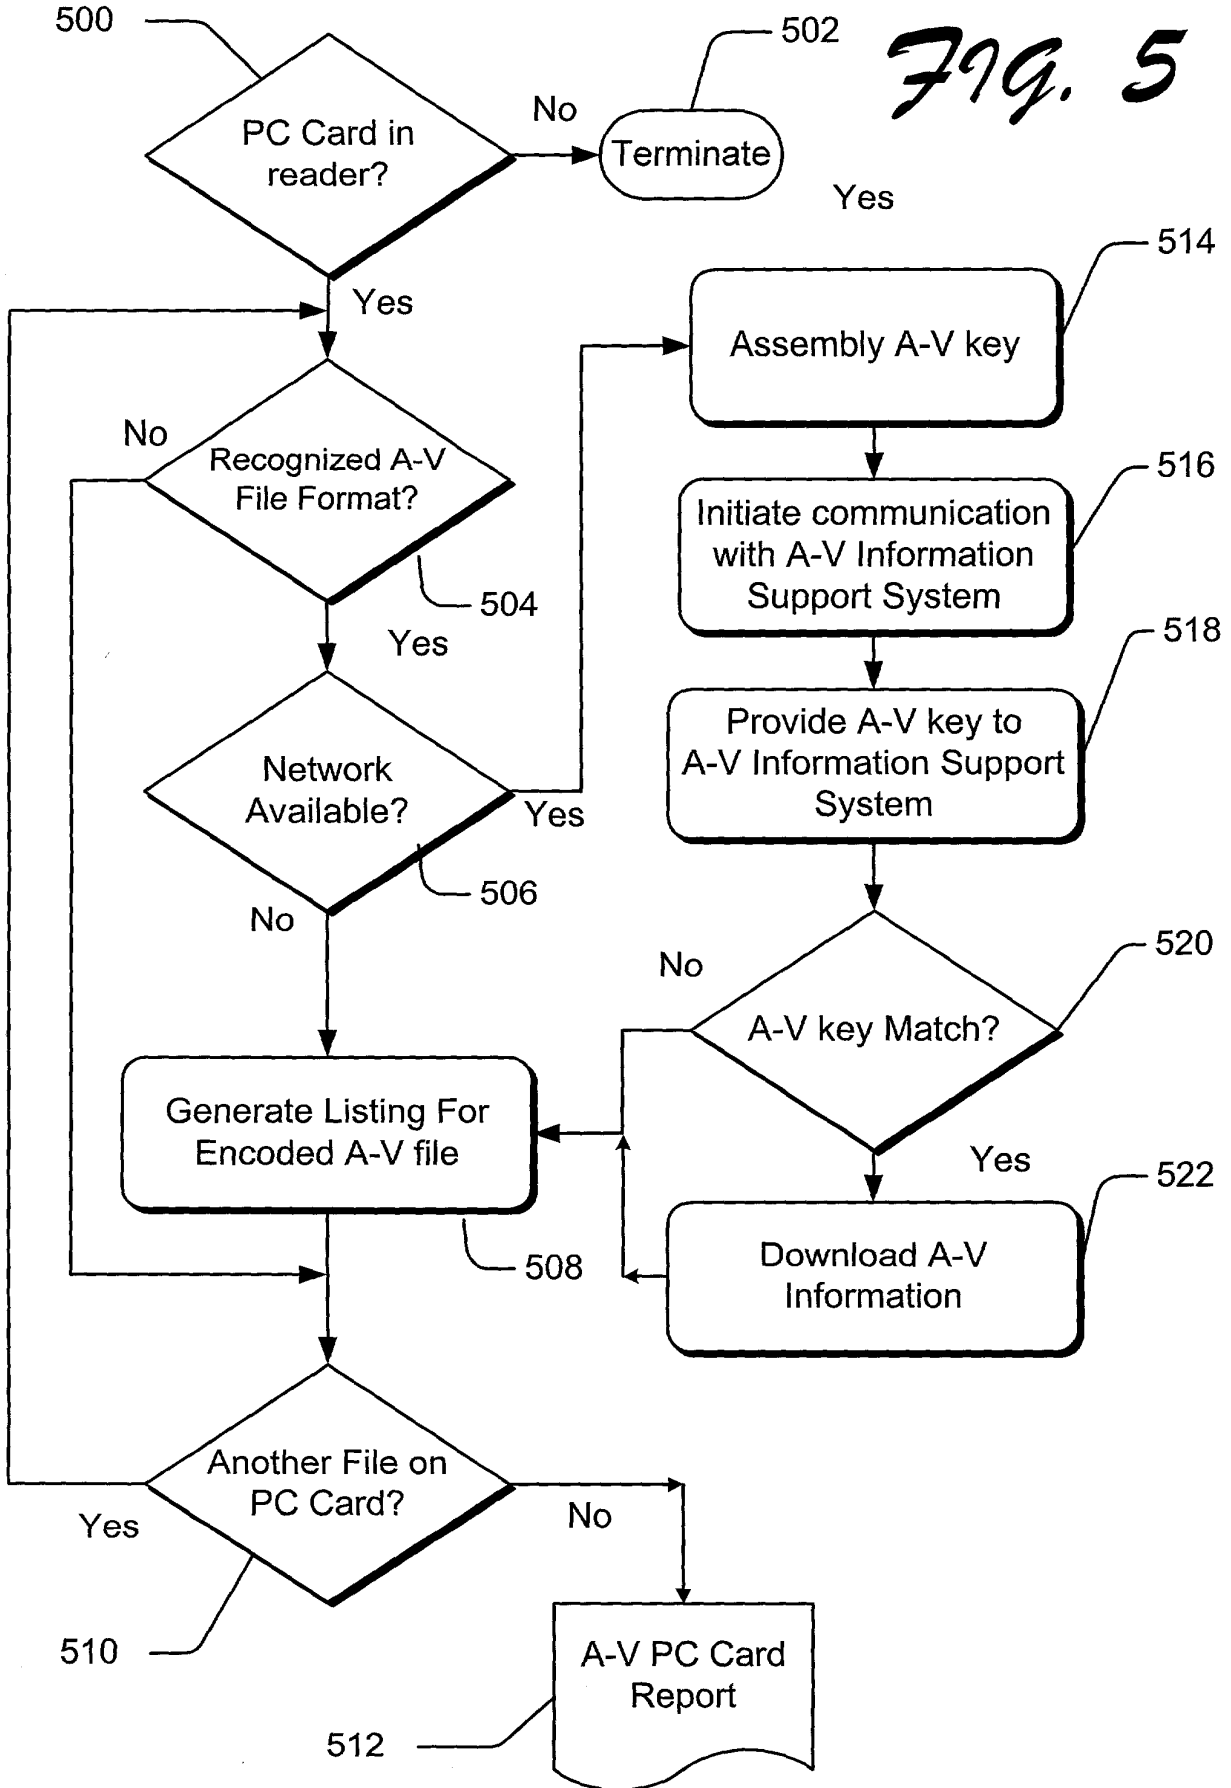 500
502
FIG. 5
PC Card in
reader?
No
Terminate
Yes
514
Yes
Assembly A-V key
No
Recognized A-V
File Format?
504
516
Initiate communication
with A-V Information
Support System
Yes
518
Provide A-V key to
A-V Information Support
System
Network
Available?
Yes
506
No
520
No
A-V key Match?
Generate Listing For
Encoded A-V file
Yes
522
508
Download A-V
Information
Another File on
PC Card?
Yes
No
510
A-V PC Card
Report
512